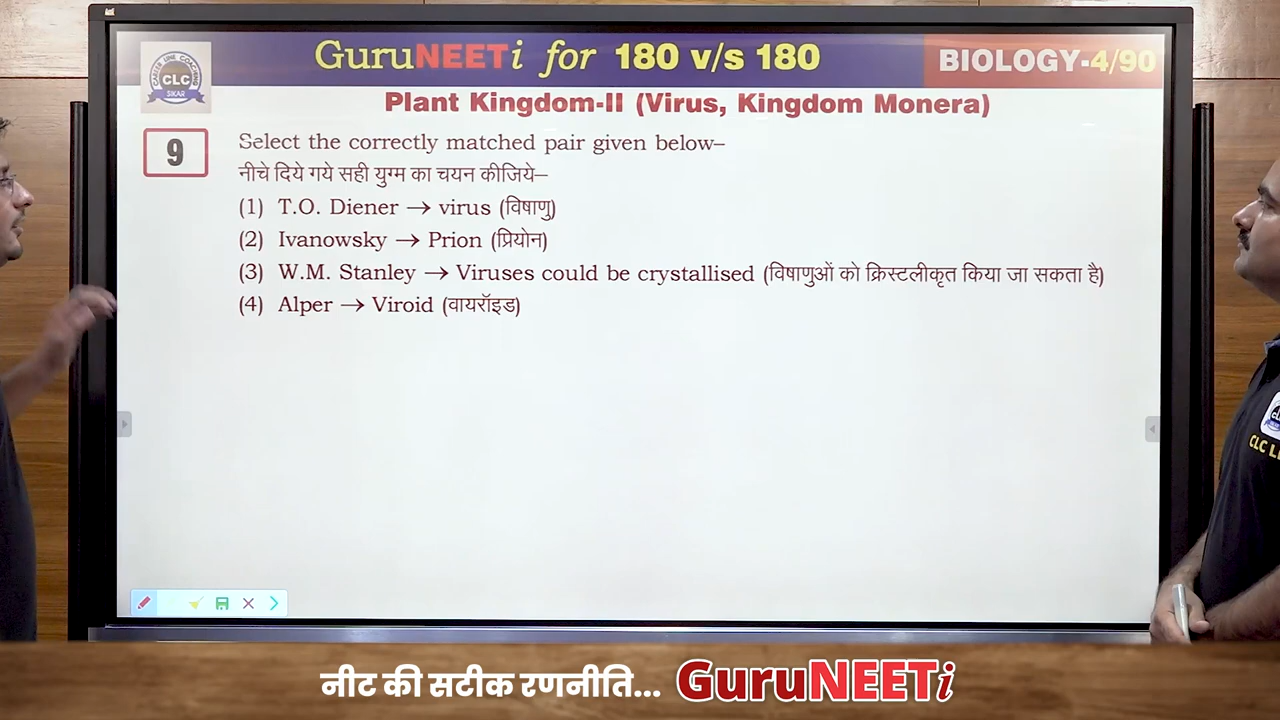 GuruNEETi for 180 v/s 180
BIOLOGY-4/90
CLC
SIKAR
Plant Kingdom-II (Virus, Kingdom Monera)
9
Select the correctly matched pair given below–
नीचे दिये गये सही युग्म का चयन कीजिये–
(1) T.O. Diener → virus (विषाणु)
(2) Ivanowsky → Prion (प्रियोन)
(3) W.M. Stanley → Viruses could be crystallised (विषाणुओं को क्रिस्टलीकृत किया जा सकता है)
(4) Alper → Viroid (वायरॉइड)
नीट की सटीक रणनीति... GuruNEETi